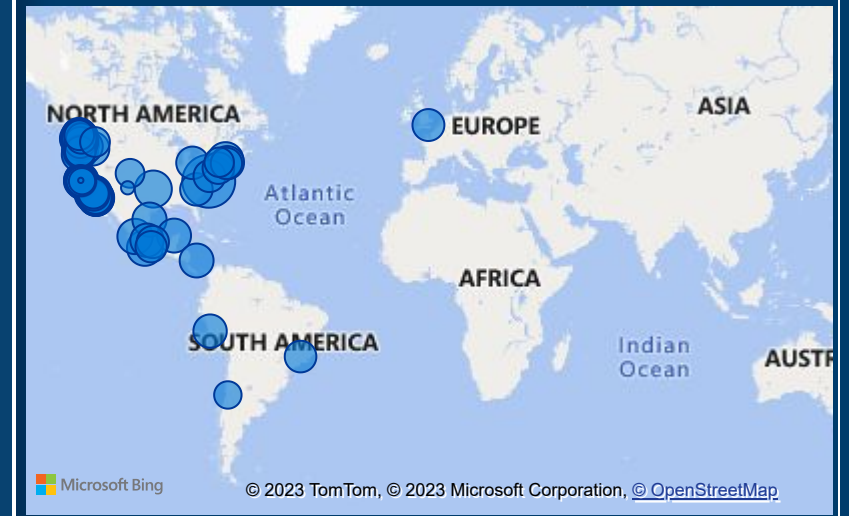 NORTH AMERICA
ASIA
EUROPE
Atlantic
Ocean
AFRICA
SOUTH AMERICA
Indian
Ocean
AUSTR
Microsoft Bing
© 2023 TomTom, © 2023 Microsoft Corporation, © OpenStreetMap